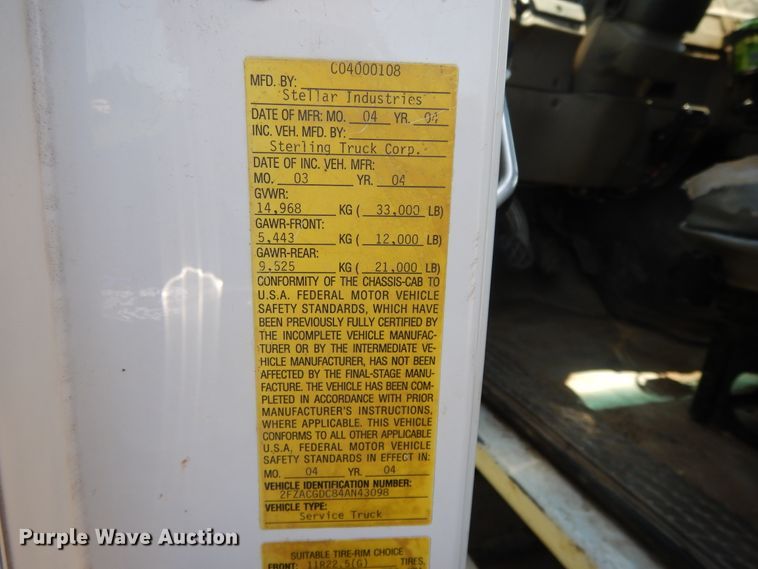 C04000108
MFD. BY:
Stellar Industries
DATE OF MFR: MO. 04 YR. 04
INC. VEH. MFD. BY:
Sterling Truck Corp.
DATE OF INC. VEH. MFR:
MO. 03 YR. 04
GVWR:
14,968 KG ( 33,000 LB)
GAWR-FRONT:
5,443 KG ( 12,000 LB)
GAWR-REAR:
9,525 KG ( 21,000 LB)
CONFORMITY OF THE CHASSIS-CAB TO
U.S.A. FEDERAL MOTOR VEHICLE
SAFETY STANDARDS, WHICH HAVE
BEEN PREVIOUSLY FULLY CERTIFIED BY
THE INCOMPLETE VEHICLE MANUFAC-
TURER OR BY THE INTERMEDIATE VE-
HICLE MANUFACTURER, HAS NOT BEEN
AFFECTED BY THE FINAL-STAGE MANU-
FACTURE. THE VEHICLE HAS BEEN COM-
PLETED IN ACCORDANCE WITH PRIOR
MANUFACTURER'S INSTRUCTIONS,
WHERE APPLICABLE. THIS VEHICLE
CONFORMS TO ALL OTHER APPLICABLE
U.S.A. FEDERAL MOTOR VEHICLE
SAFETY STANDARDS IN EFFECT IN:
MO. 04 YR. 04
VEHICLE IDENTIFICATION NUMBER:
2FZACGDC84AN43098
VEHICLE TYPE:
Service Truck
SUITABLE TIRE-RIM CHOICE
FRONT: 11R22.5(G) TIRES,
Purple Wave Auction